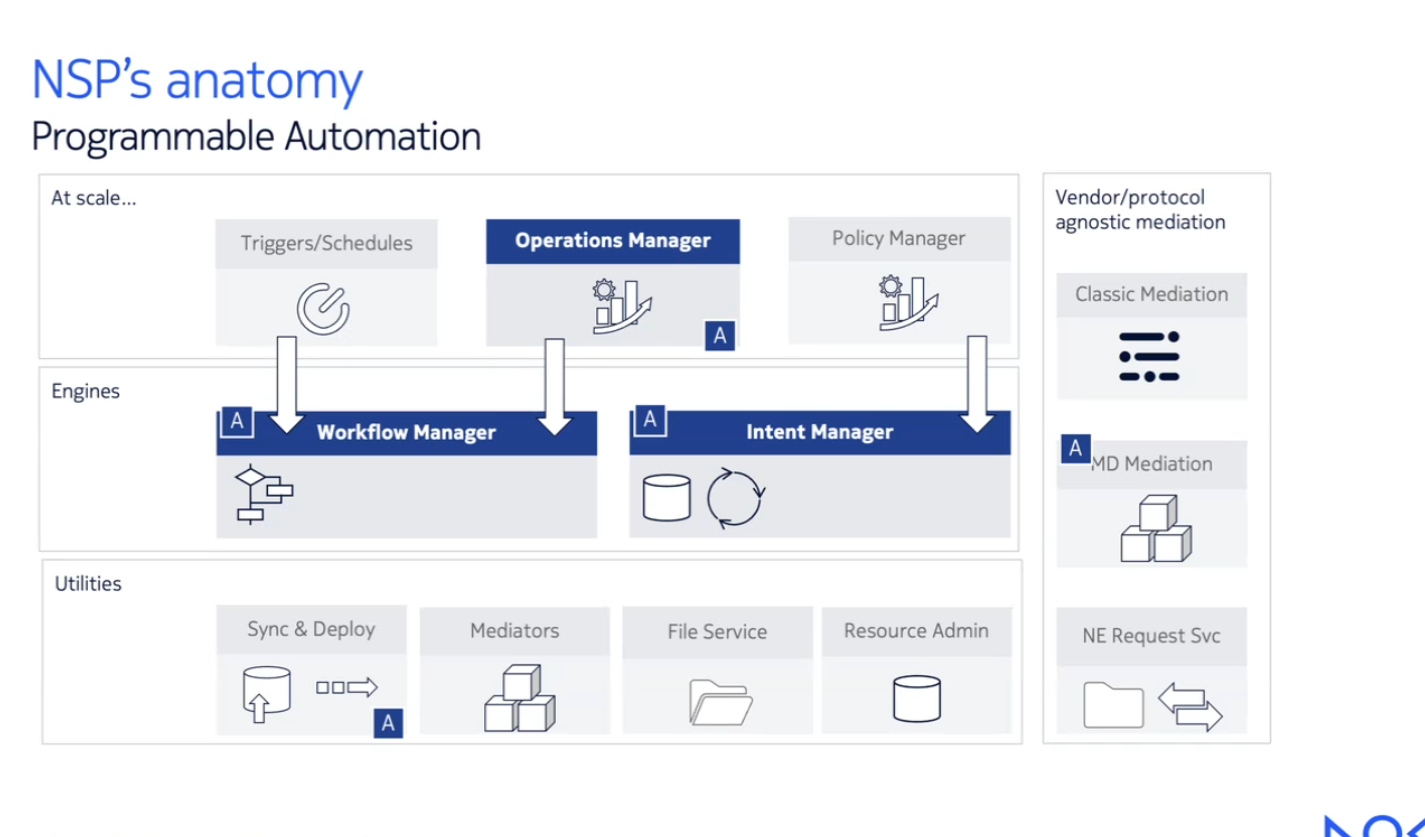 NSP's anatomy
Programmable Automation
At scale...
Triggers/Schedules
Operations Manager
A
Policy Manager
Engines
A
Workflow Manager
A
Intent Manager
Utilities
Sync & Deploy
A
Mediators
File Service
Resource Admin
Vendor/protocol
agnostic mediation
Classic Mediation
A
MD Mediation
NE Request Svc